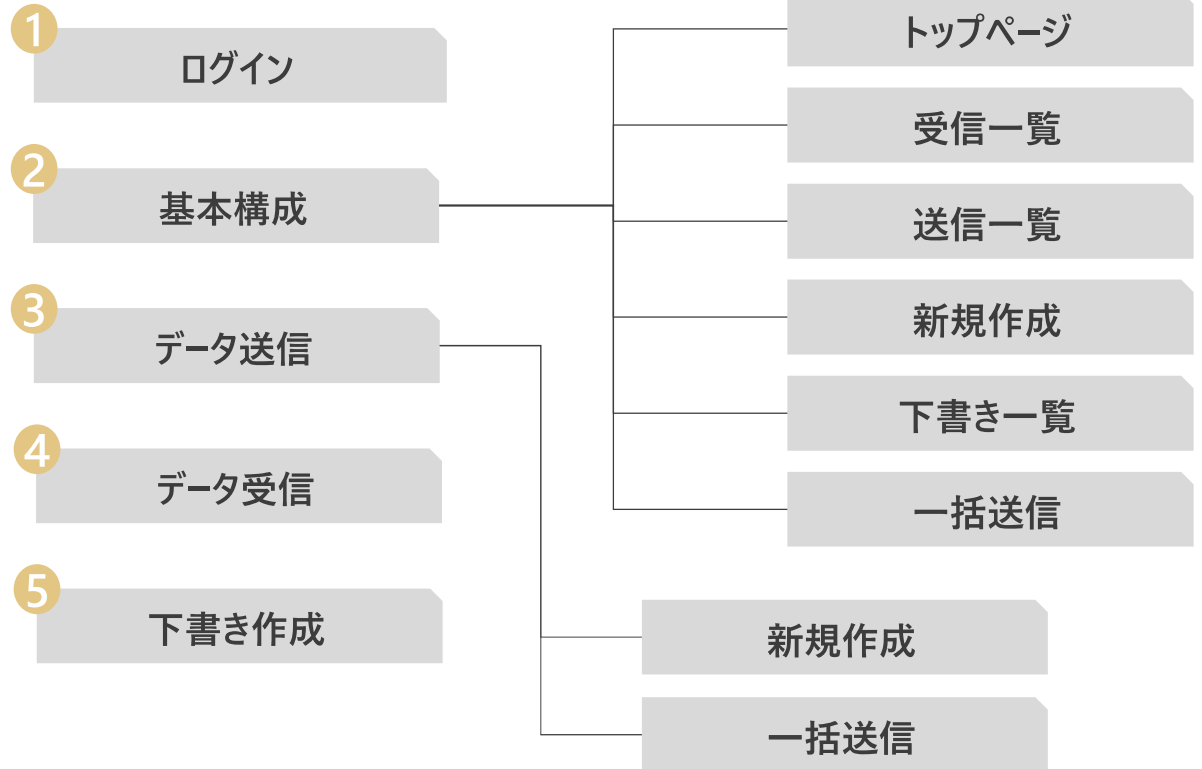 1
ログイン
2
基本構成
3
データ送信
4
データ受信
5
下書き作成
トップページ
受信一覧
送信一覧
新規作成
下書き一覧
一括送信
新規作成
一括送信